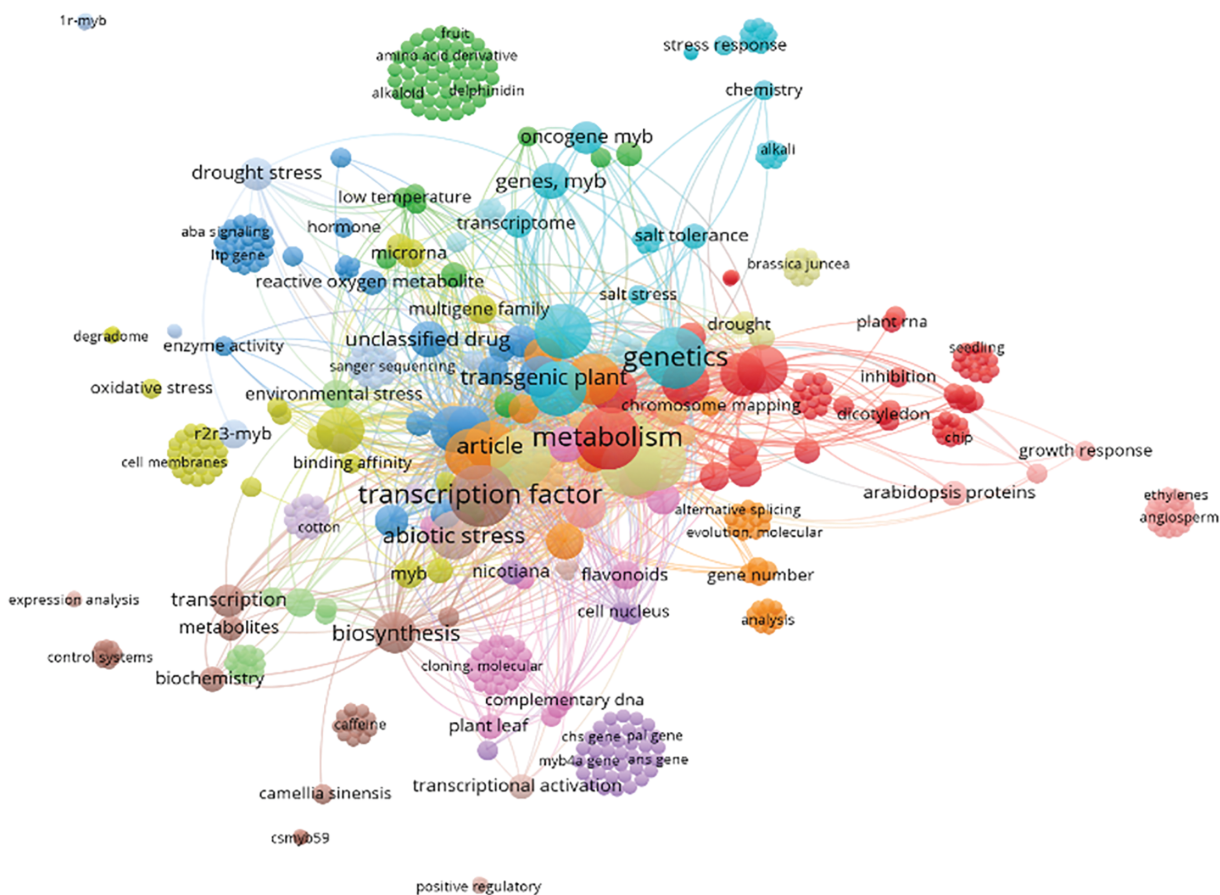 1r-myb
fruit
amino acid derivative
alkaloid
delphinidin
stress response
chemistry
alkali
oncogene myb
drought stress
genes, myb
low temperature
transcriptome
hormone
aba signaling
ltp gene
salt tolerance
microrna
brassica juncea
reactive oxygen metabolite
salt stress
multigene family
drought
plant rna
degradome
enzyme activity
unclassified drug
genetics
seedling
sanger sequencing
transgenic plant
inhibition
oxidative stress
environmental stress
chromosome mapping
dicotyledon
r2r3-myb
article
metabolism
chip
cell membranes
binding affinity
growth response
transcription factor
arabidopsis proteins
ethylenes
angiosperm
alternative splicing
cotton
abiotic stress
evolution, molecular
myb
nicotiana
flavonoids
gene number
expression analysis
transcription
cell nucleus
metabolites
biosynthesis
analysis
control systems
cloning, molecular
biochemistry
complementary dna
caffeine
plant leaf
chs gene
pal gene
myb4a gene
ans gene
transcriptional activation
camellia sinensis
csmyb59
positive regulatory